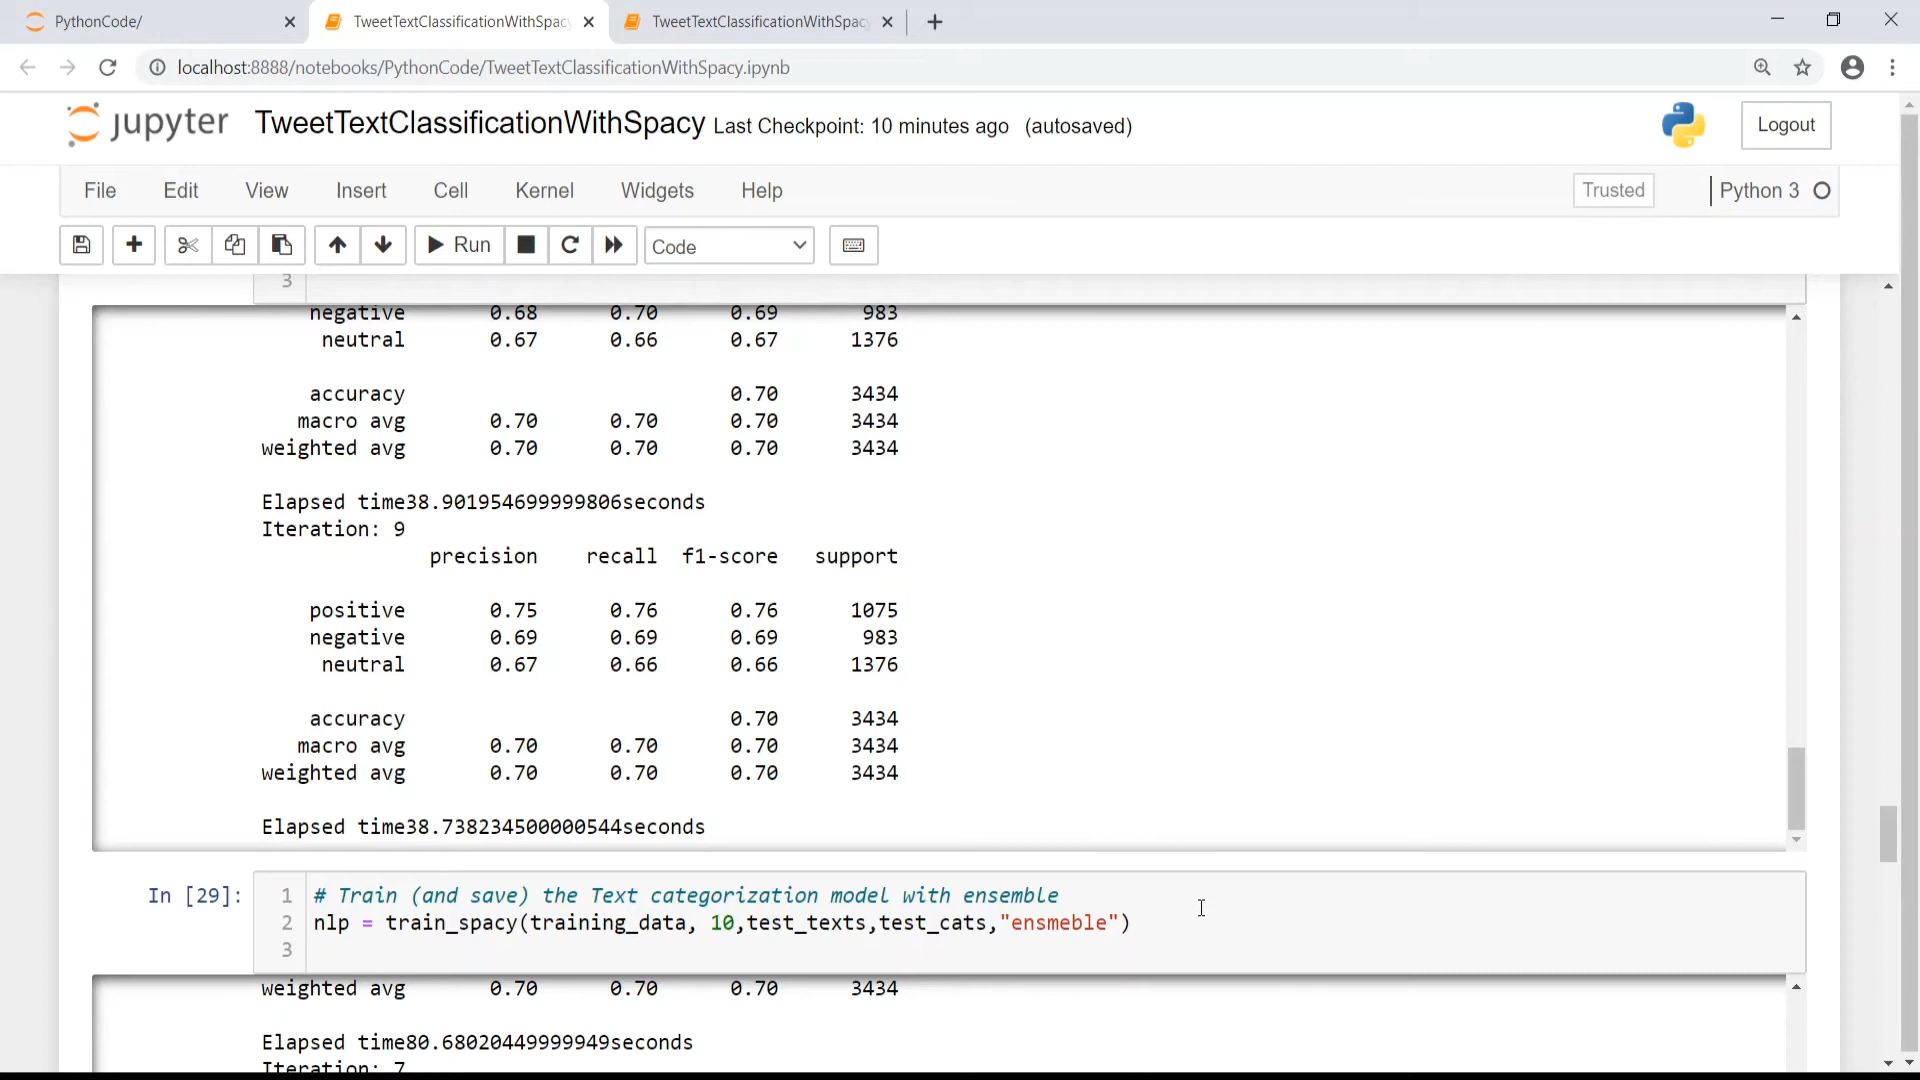 PythonCode/
TweetTextClassificationWithSpac
TweetTextClassificationWithSpac
localhost:8888/notebooks/PythonCode/TweetTextClassificationWithSpacy.ipynb
jupyter TweetTextClassificationWithSpacy Last Checkpoint: 10 minutes ago (autosaved)
Logout
File Edit View Insert Cell Kernel Widgets Help
Trusted
Python 3
Run
Code
3
negative 0.68 0.70 0.69 983
neutral 0.67 0.66 0.67 1376
accuracy 0.70 3434
macro avg 0.70 0.70 0.70 3434
weighted avg 0.70 0.70 0.70 3434
Elapsed time38.901954699999806seconds
Iteration: 9
precision recall f1-score support
positive 0.75 0.76 0.76 1075
negative 0.69 0.69 0.69 983
neutral 0.67 0.66 0.66 1376
accuracy 0.70 3434
macro avg 0.70 0.70 0.70 3434
weighted avg 0.70 0.70 0.70 3434
Elapsed time38.738234500000544seconds
In [29]:
1 # Train (and save) the Text categorization model with ensemble
2 nlp = train_spacy(training_data, 10,test_texts,test_cats,"ensmeble")
3
weighted avg 0.70 0.70 0.70 3434
Elapsed time80.68020449999949seconds
Iteration: 7